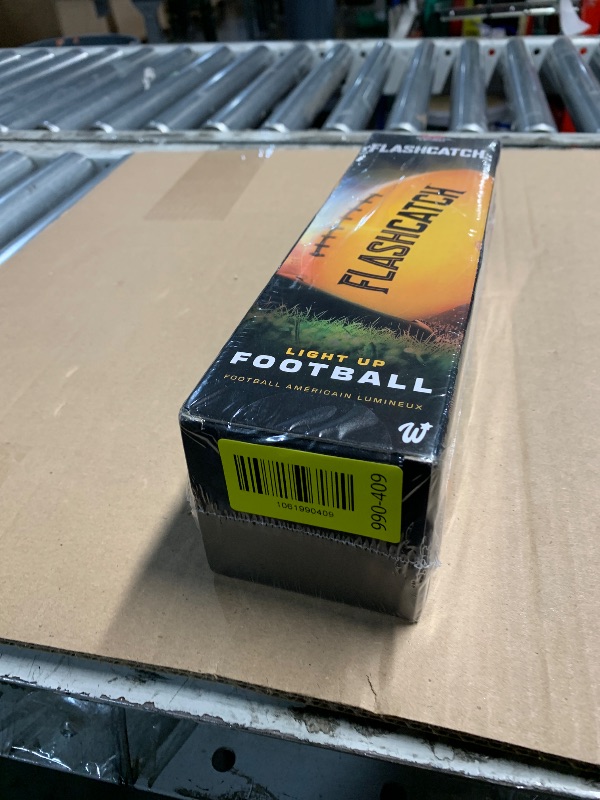 FLASHCATCH
FLASHCATCH
LIGHT UP
FOOTBALL
FOOTBALL AMÉRICAIN LUMINEUX
W
1061990409
990-409